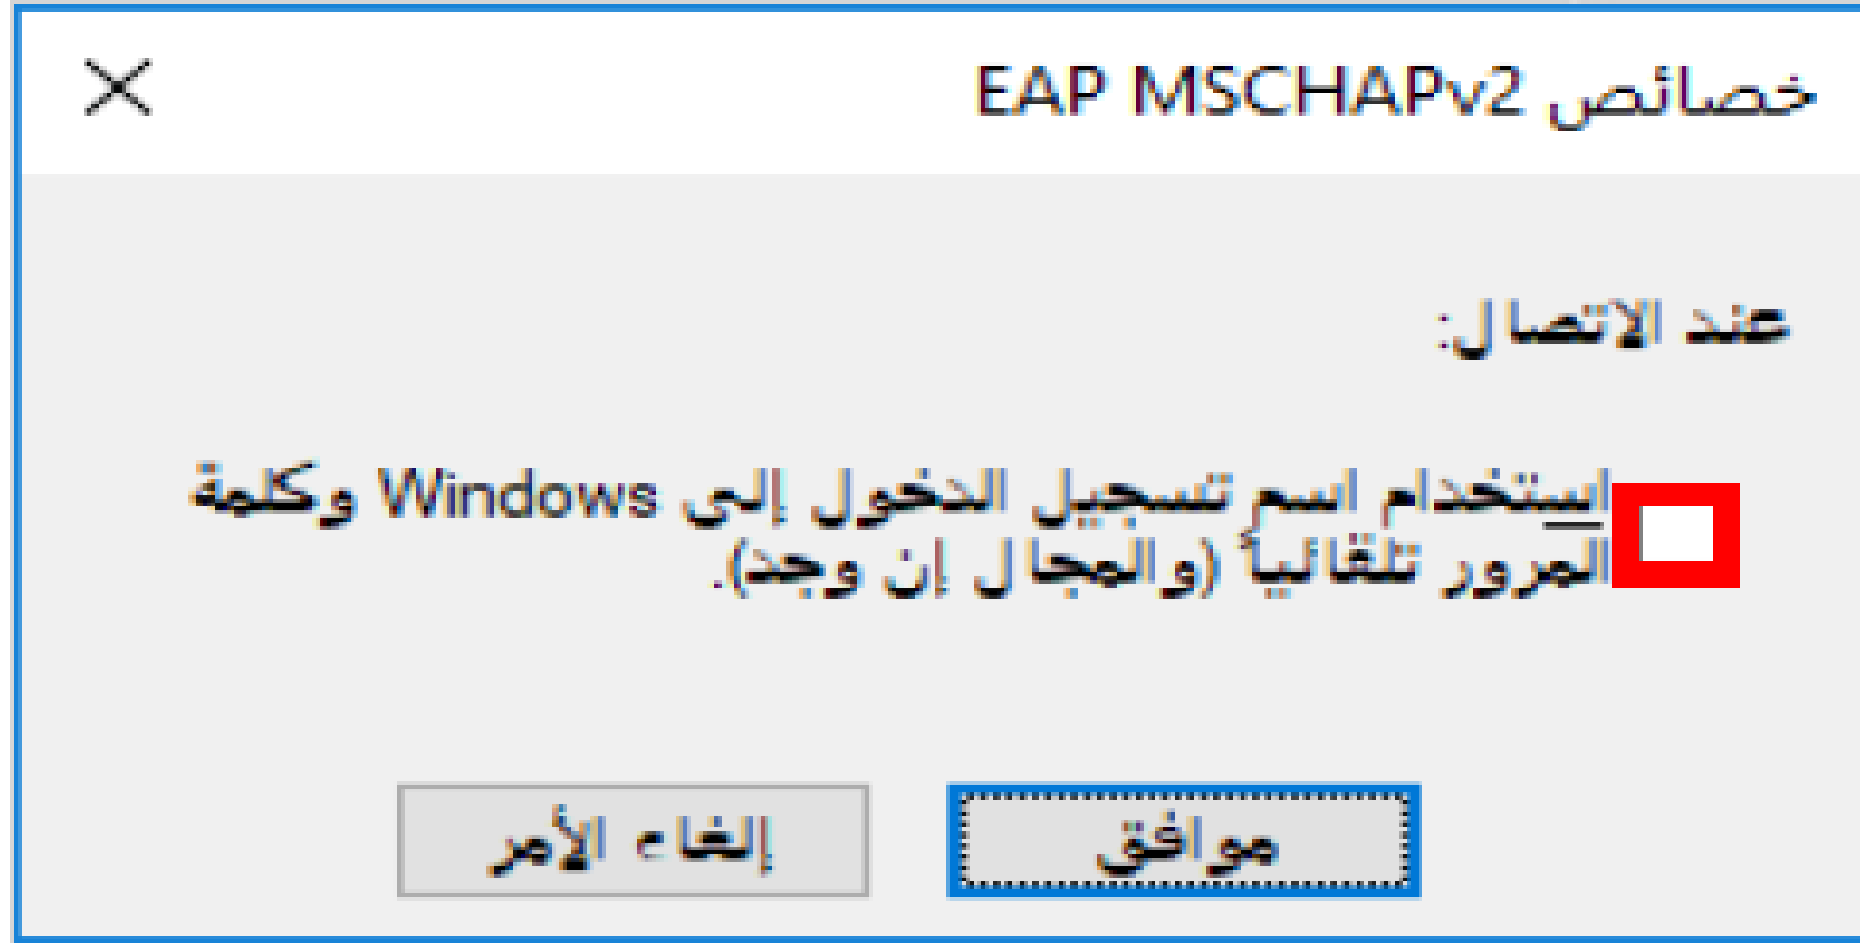 خصائص EAP MSCHAPv2
عند الاتصال:
استخدام اسم تسجيل الدخول إلى Windows وكلمة
المرور تلقائياً (والمجال إن وجد).
موافق
إلغاء الأمر